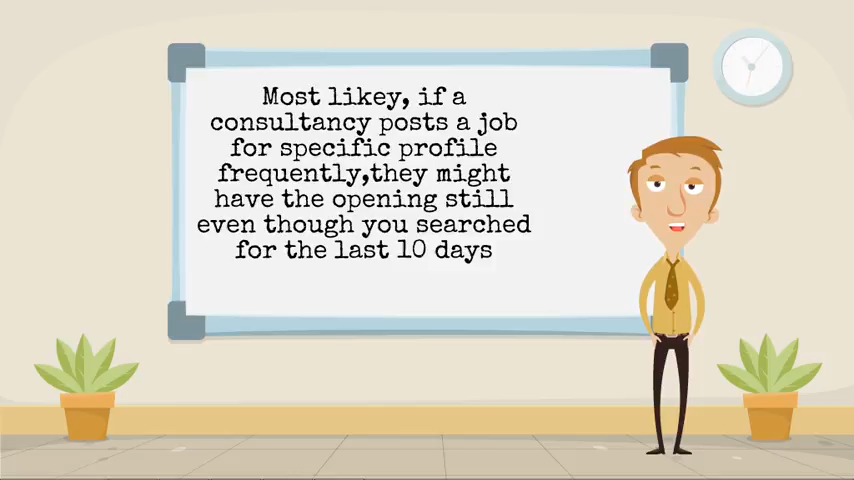 Most likey, if a
consultancy posts a job
for specific profile
frequently,they might
have the opening still
even though you searched
for the last 10 days